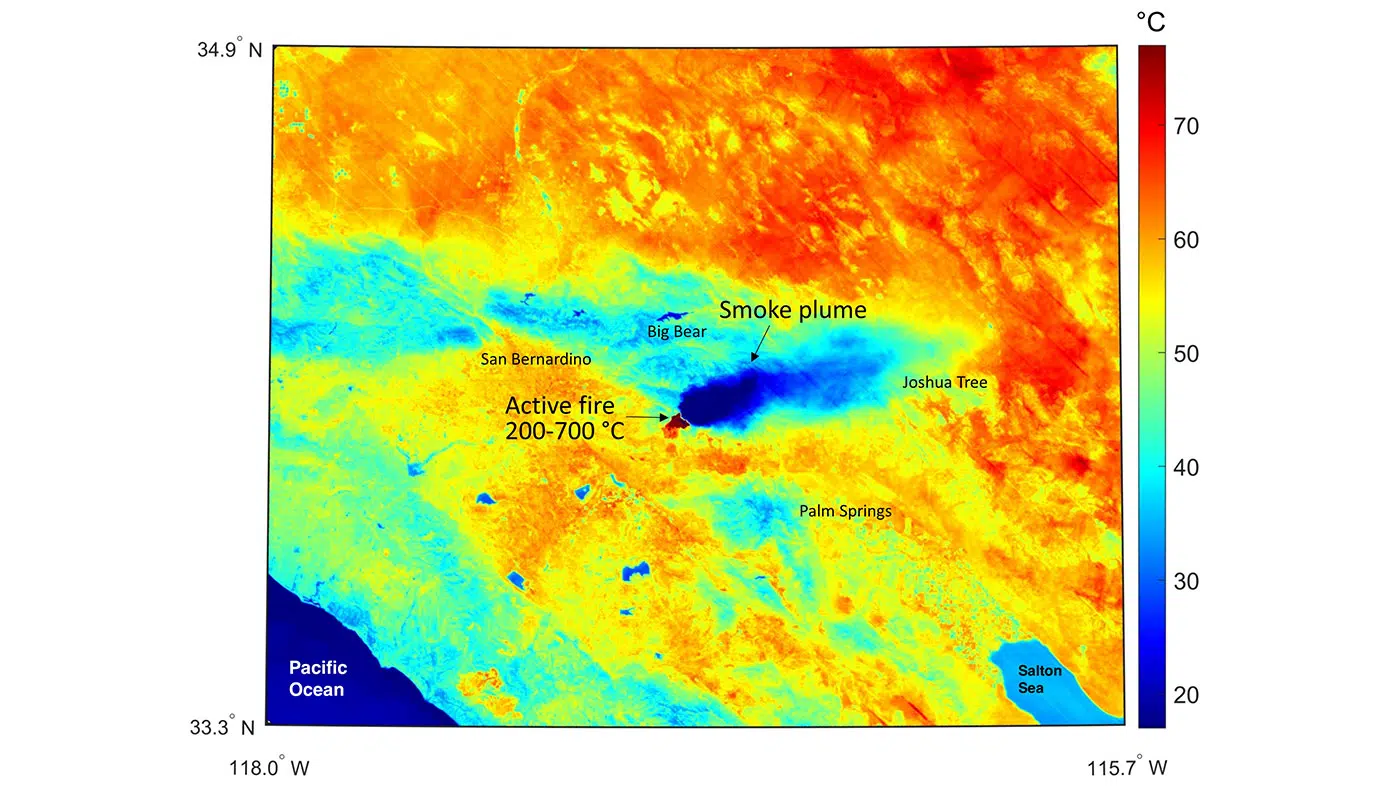 °C
34.9° N
70
60
Smoke plume
Big Bear
50
San Bernardino
Joshua Tree
Active fire
200-700 °C
40
Palm Springs
30
Pacific
Ocean
Salton
Sea
20
33.3° N
118.0° W
115.7° W